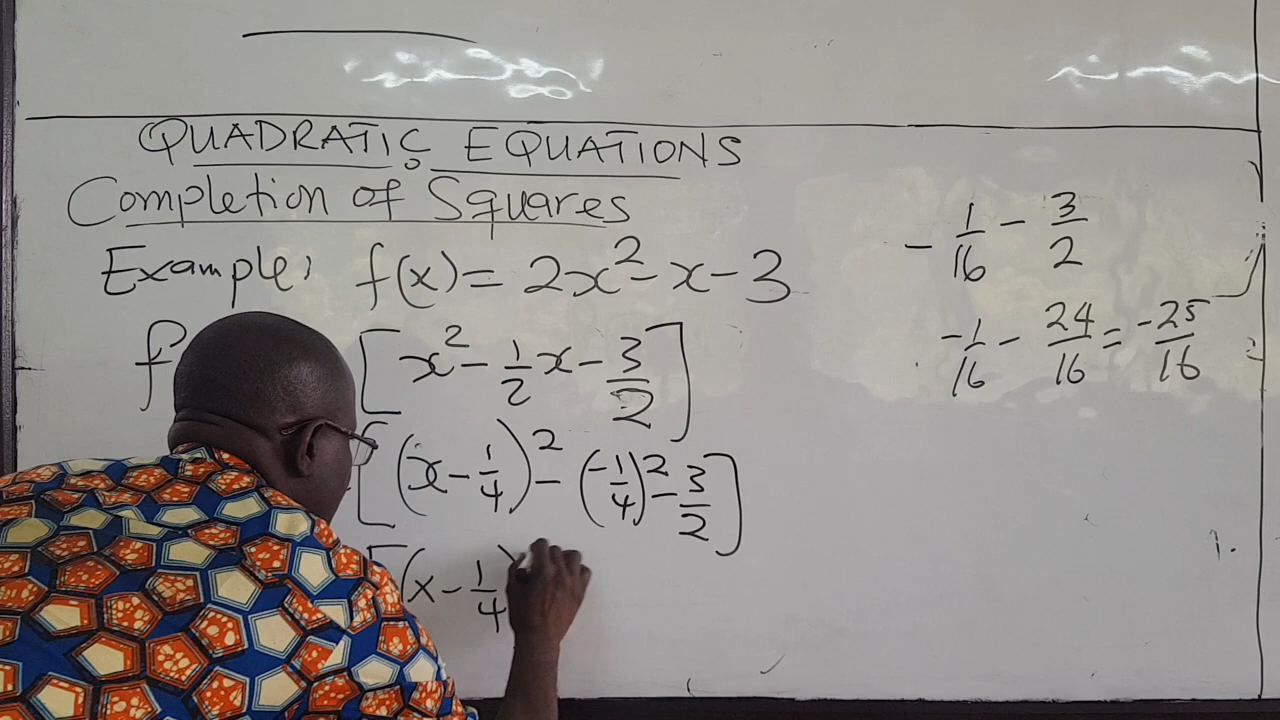 QUADRATIC EQUATIONS
Completion of Squares
Example: f(x) = 2x² - x - 3
f [x² - 1/2 x - 3/2]
[(x - 1/4)² - (-1/4)² - 3/2]
[(x - 1/4)
- 1/16 - 3/2
-1/16 - 24/16 = -25/16